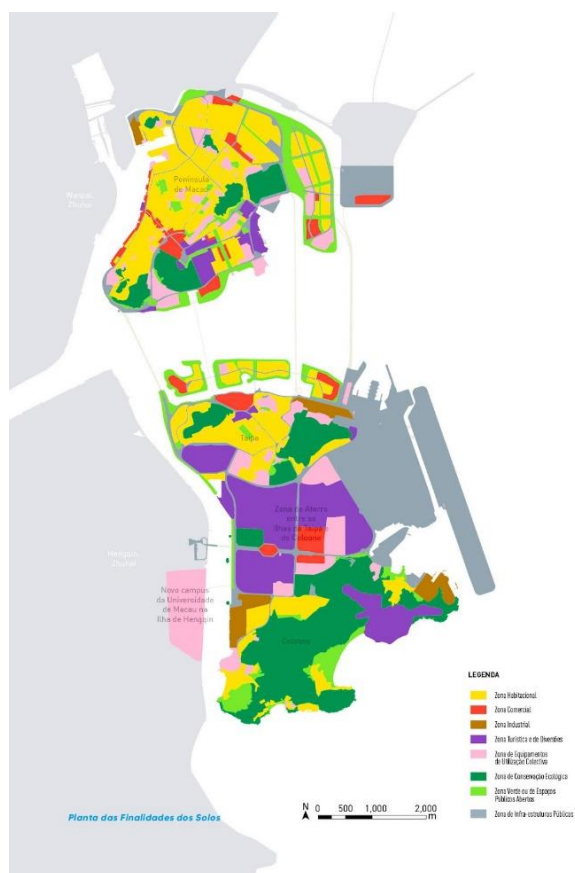 Península
de Macau
Zhuhai
Taipa
Zona de Aterro
entre as
Ilhas da Taipa e
de Coloane
Hengqin
Zhuhai
Novo campus
da Universidade
de Macau na
Ilha de Hengqin
Coloane
LEGENDA
Zona Habitacional
Zona Comercial
Zona Industrial
Zona Turística e de Diversões
Zona de Equipamentos
de Utilização Colectiva
Zona de Conservação Ecológica
Zona Verde ou de Espaços
Públicos Abertos
Zona de Infra-estruturas Públicas
Planta das Finalidades dos Solos
N
0 500 1,000 2,000
m